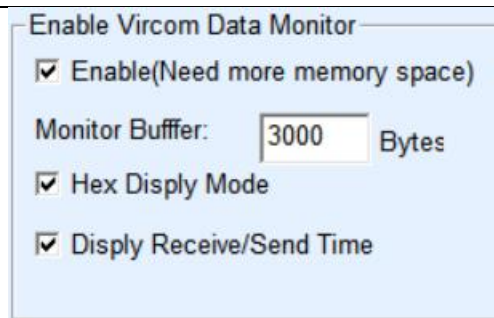 Enable Vircom Data Monitor
Enable(Need more memory space)
Monitor Bufffer: 3000 Bytes
Hex Disply Mode
Disply Receive/Send Time